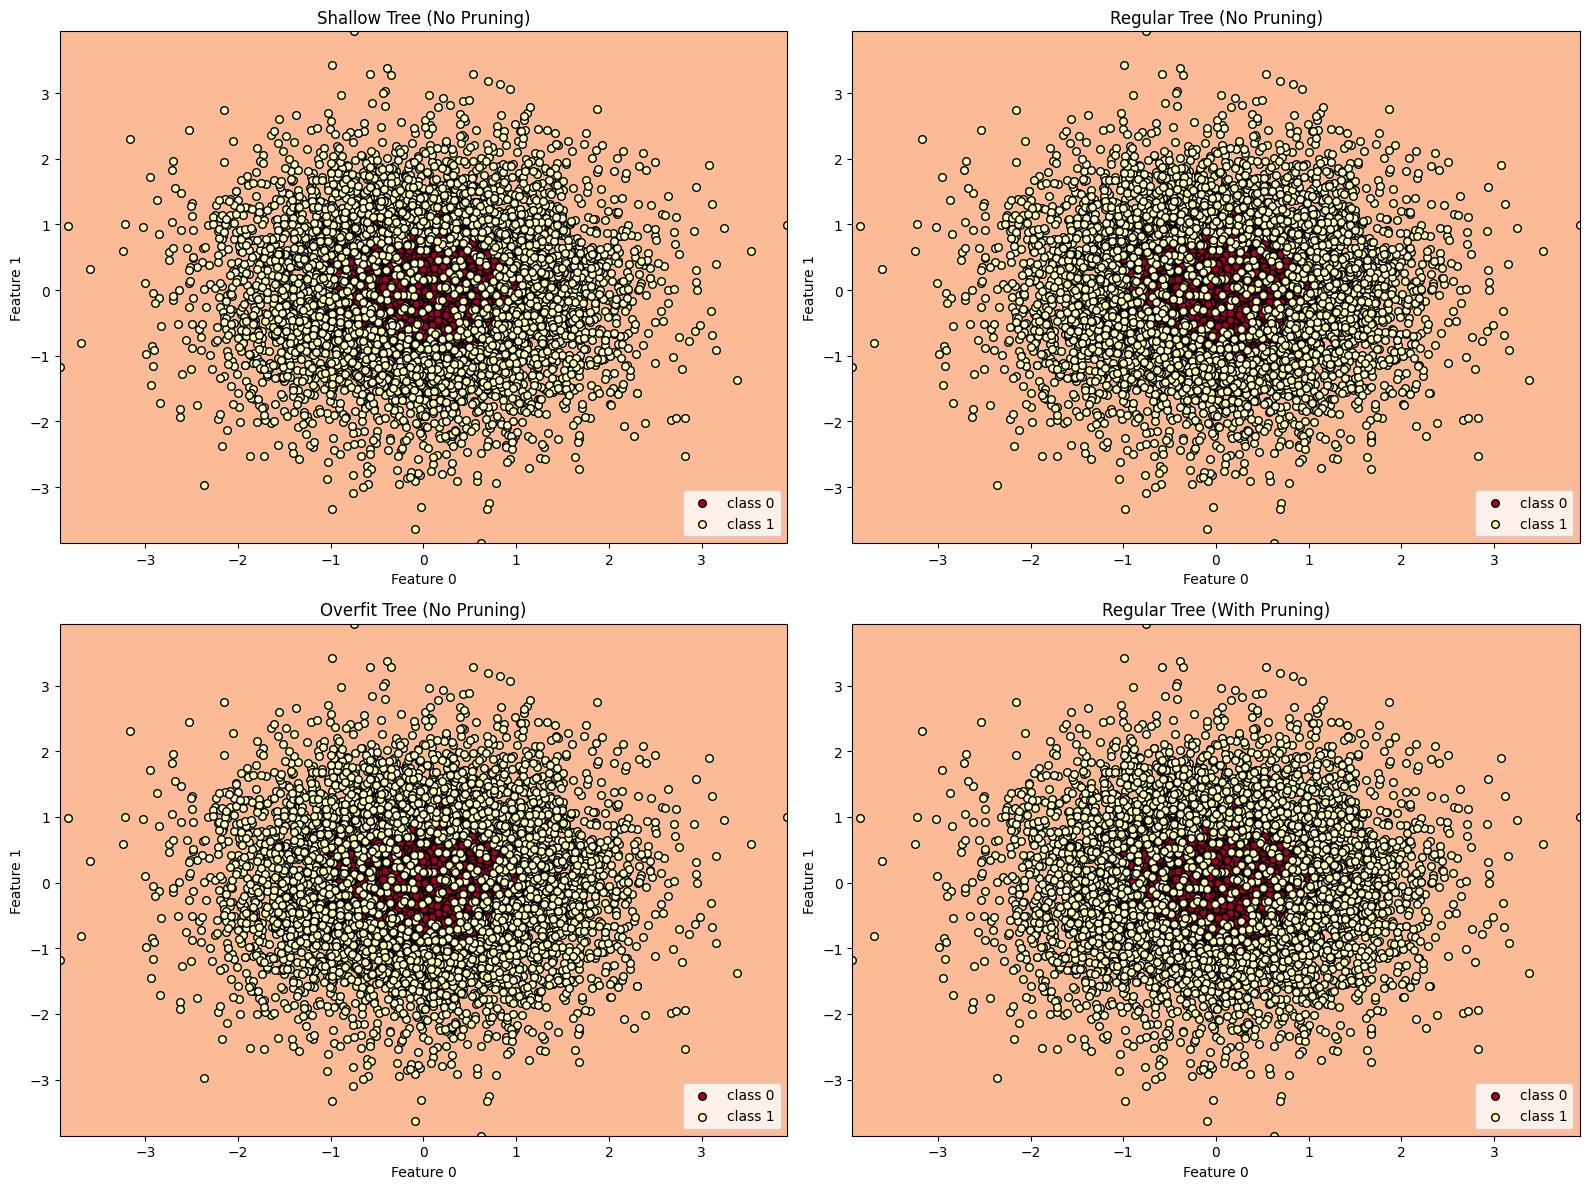 Shallow Tree (No Pruning)
3
2
1
0
−1
−2
−3
Feature 1
class 0
class 1
−3 −2 −1 0 1 2 3
Feature 0
Regular Tree (No Pruning)
3
2
1
0
−1
−2
−3
Feature 1
class 0
class 1
−3 −2 −1 0 1 2 3
Feature 0
Overfit Tree (No Pruning)
3
2
1
0
−1
−2
−3
Feature 1
class 0
class 1
−3 −2 −1 0 1 2 3
Feature 0
Regular Tree (With Pruning)
3
2
1
0
−1
−2
−3
Feature 1
class 0
class 1
−3 −2 −1 0 1 2 3
Feature 0